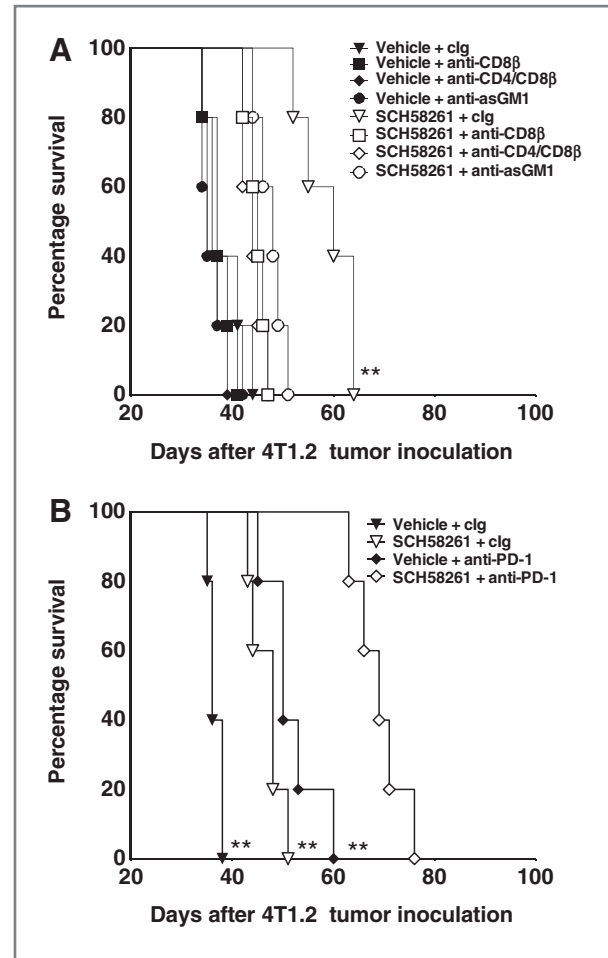 A
100
80
60
40
20
0
Percentage survival
Vehicle + cIg
Vehicle + anti-CD8β
Vehicle + anti-CD4/CD8β
Vehicle + anti-asGM1
SCH58261 + cIg
SCH58261 + anti-CD8β
SCH58261 + anti-CD4/CD8β
SCH58261 + anti-asGM1
**
20 40 60 80 100
Days after 4T1.2 tumor inoculation
B
100
80
60
40
20
0
Percentage survival
Vehicle + cIg
SCH58261 + cIg
Vehicle + anti-PD-1
SCH58261 + anti-PD-1
** ** **
20 40 60 80 100
Days after 4T1.2 tumor inoculation